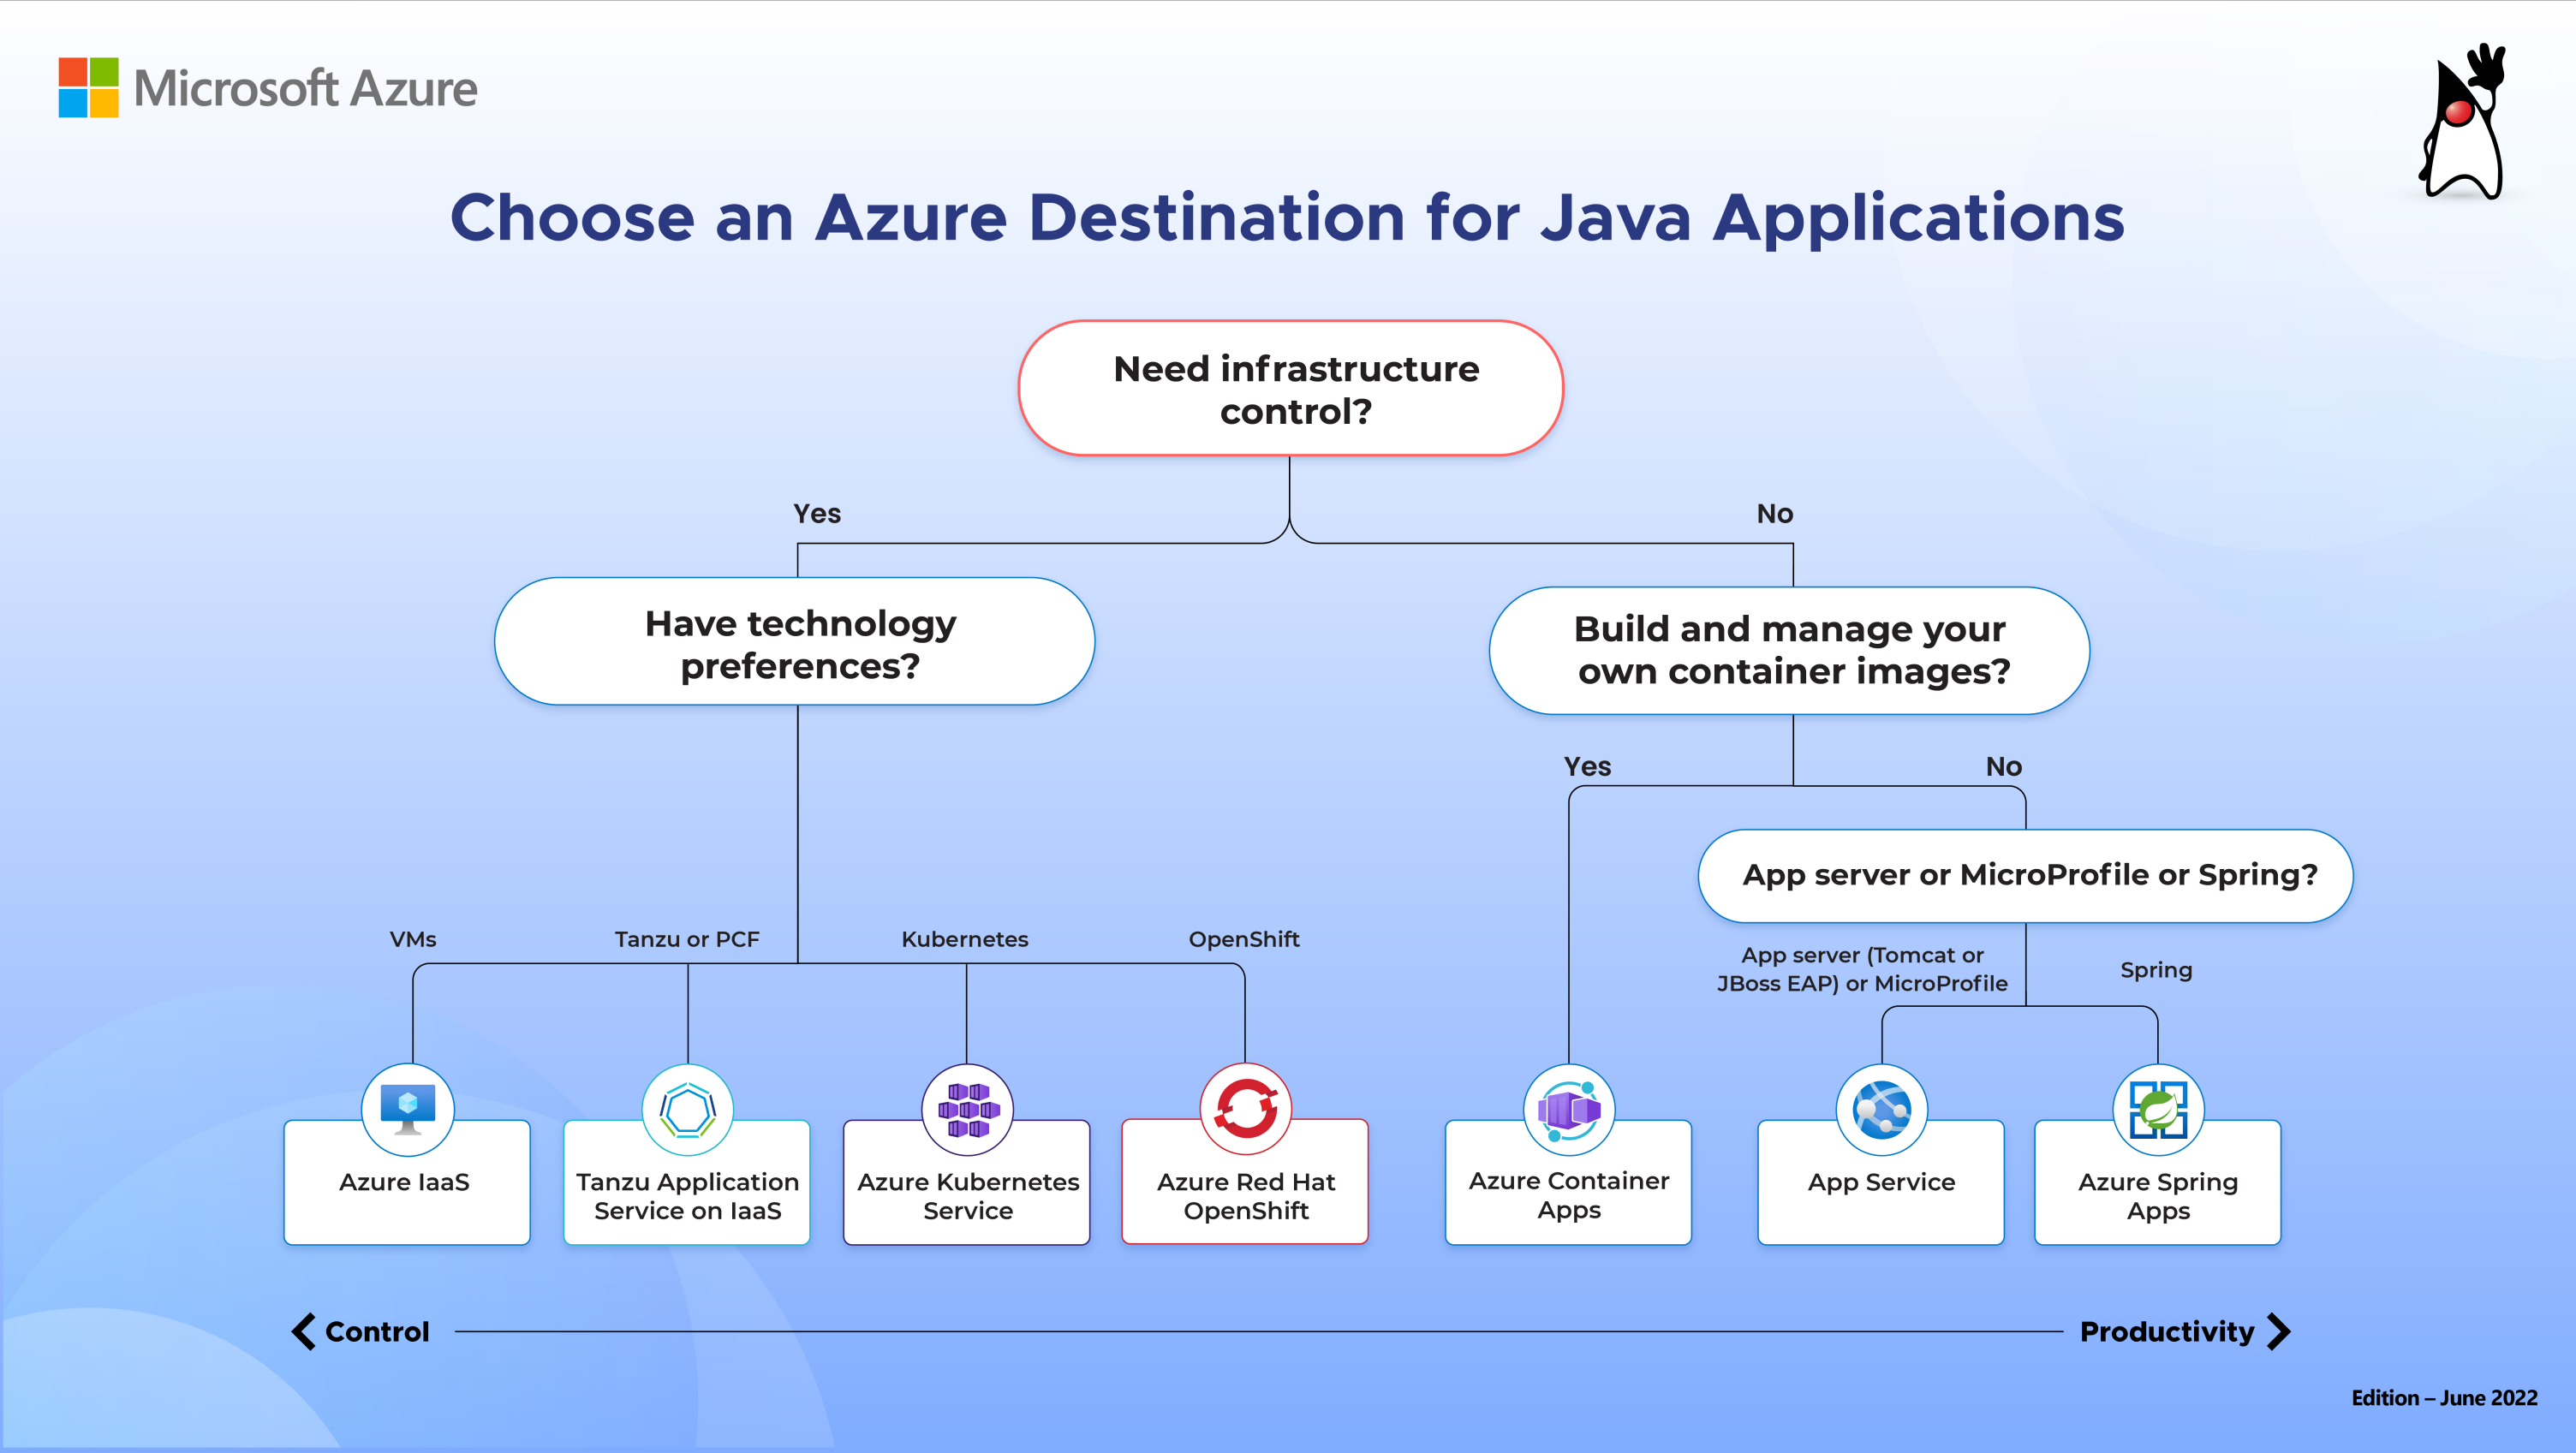 Microsoft Azure
Choose an Azure Destination for Java Applications
Need infrastructure
control?
Yes
No
Have technology
preferences?
Build and manage your
own container images?
Yes
No
App server or MicroProfile or Spring?
VMs
Tanzu or PCF
Kubernetes
OpenShift
App server (Tomcat or
JBoss EAP) or MicroProfile
Spring
Azure IaaS
Tanzu Application
Service on IaaS
Azure Kubernetes
Service
Azure Red Hat
OpenShift
Azure Container
Apps
App Service
Azure Spring
Apps
Control
Productivity
Edition – June 2022